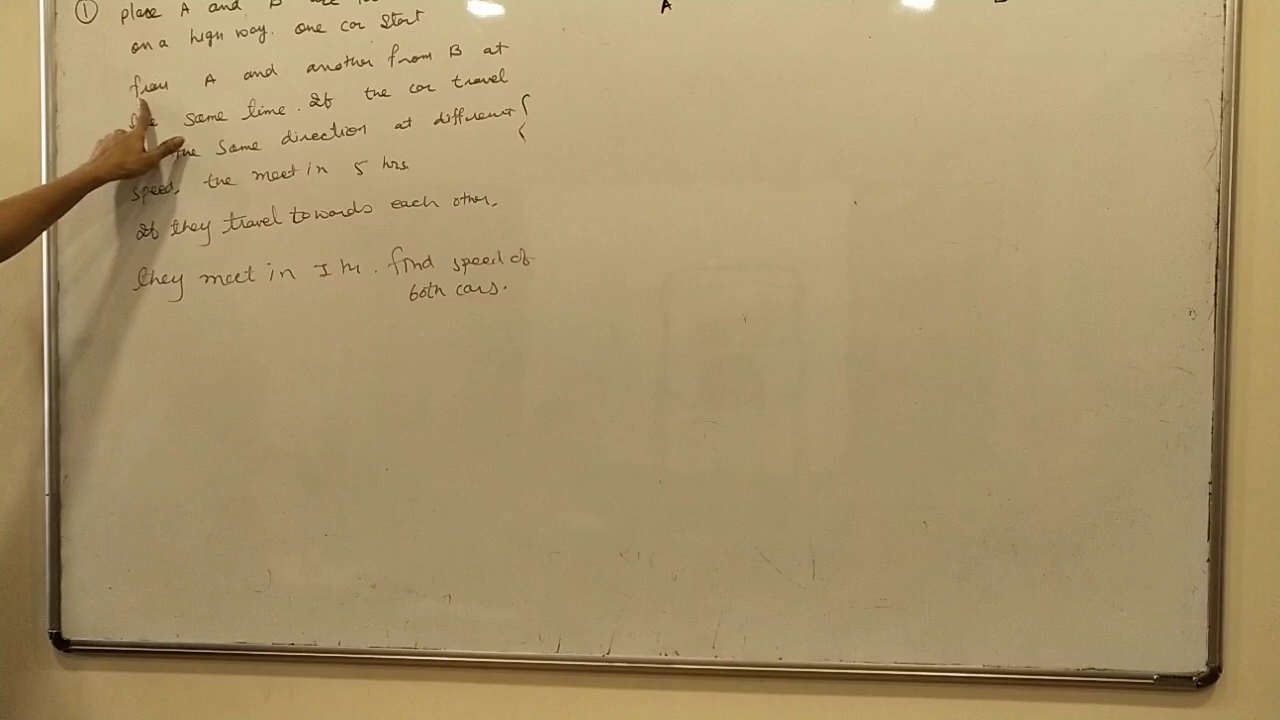 ① place A and B are
on a high way. one car start
from A and another from B at
same time. If the car travel
the same direction at different
speed, the meet in 5 hrs.
If they travel towards each other,
they meet in 1 hr. find speed of
both cars.
A